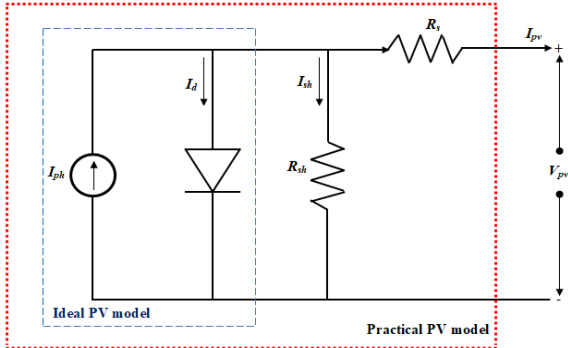 Rs
Ipv
+
Id
Ish
Iph
Rsh
Vpv
-
Ideal PV model
Practical PV model